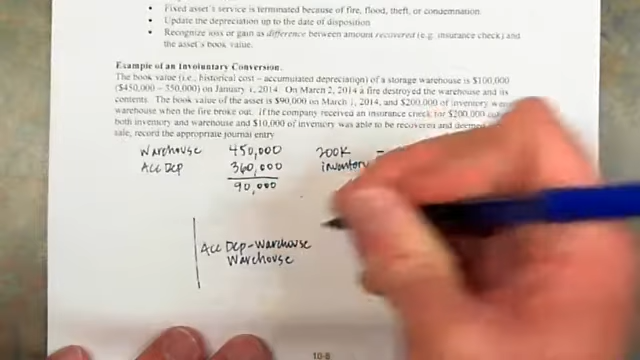 • Fixed asset's service is terminated because of fire, flood, theft, or condemnation.
• Update the depreciation up to the date of disposition
• Recognize loss or gain as difference between amount recovered (e.g. insurance check) and
the asset's book value.
Example of an Involuntary Conversion.
The book value (i.e., historical cost – accumulated depreciation) of a storage warehouse is $100,000
($450,000 – 350,000) on January 1, 2014. On March 2, 2014 a fire destroyed the warehouse and its
contents. The book value of the asset is $90,000 on March 1, 2014, and $200,000 of inventory were
warehouse when the fire broke out. If the company received an insurance check for $200,000
both inventory and warehouse and $10,000 of inventory was able to be recovered and deemed
sale, record the appropriate journal entry
Warehouse 450,000 200K –
Acc Dep 360,000 inventory
90,000
Acc Dep-Warehouse
Warehouse
10-8